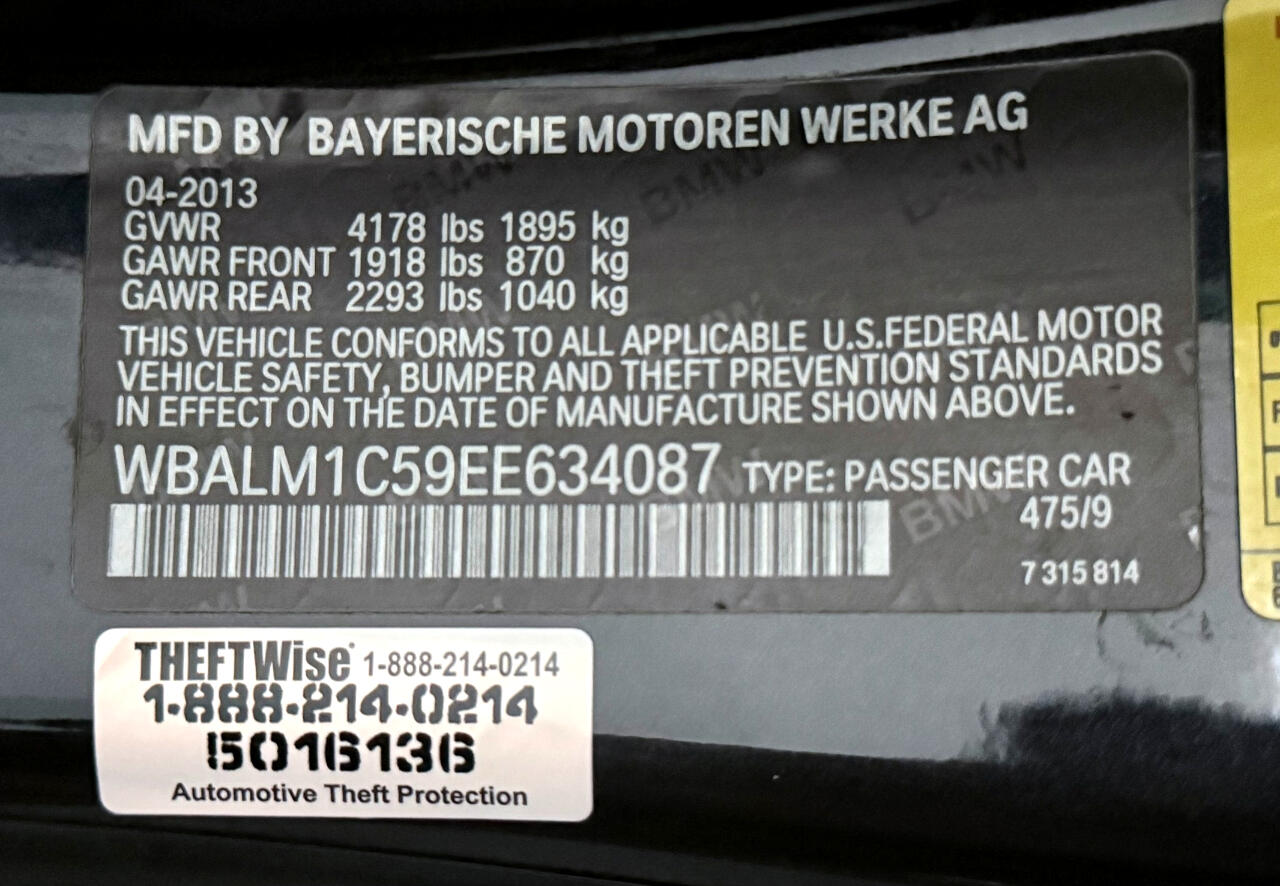 MFD BY BAYERISCHE MOTOREN WERKE AG
04-2013
GVWR 4178 lbs 1895 kg
GAWR FRONT 1918 lbs 870 kg
GAWR REAR 2293 lbs 1040 kg
THIS VEHICLE CONFORMS TO ALL APPLICABLE U.S.FEDERAL MOTOR
VEHICLE SAFETY, BUMPER AND THEFT PREVENTION STANDARDS
IN EFFECT ON THE DATE OF MANUFACTURE SHOWN ABOVE.
WBALM1C59EE634087 TYPE: PASSENGER CAR
475/9
7 315 814
THEFTWise 1-888-214-0214
1-888-214-0214
5016136
Automotive Theft Protection